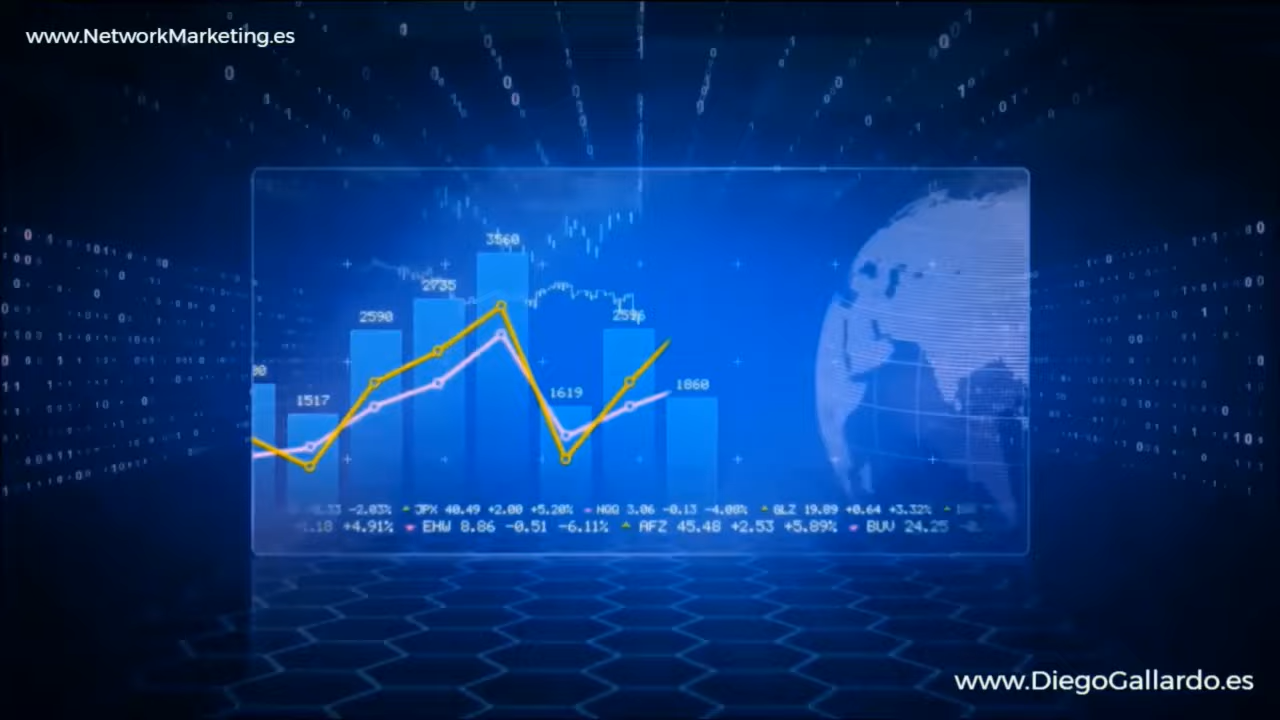 www.NetworkMarketing.es
3560
2735
2590
1860
1619
1517
-2.03% JPX 40.49 +2.00 +5.20% NGQ 3.06 -0.13 -4.08% GLZ 19.89 +0.64 +3.32%
+4.91% EHW 8.86 -0.51 -6.11% AFZ 45.48 +2.53 +5.89% BUV 24.25
www.DiegoGallardo.es